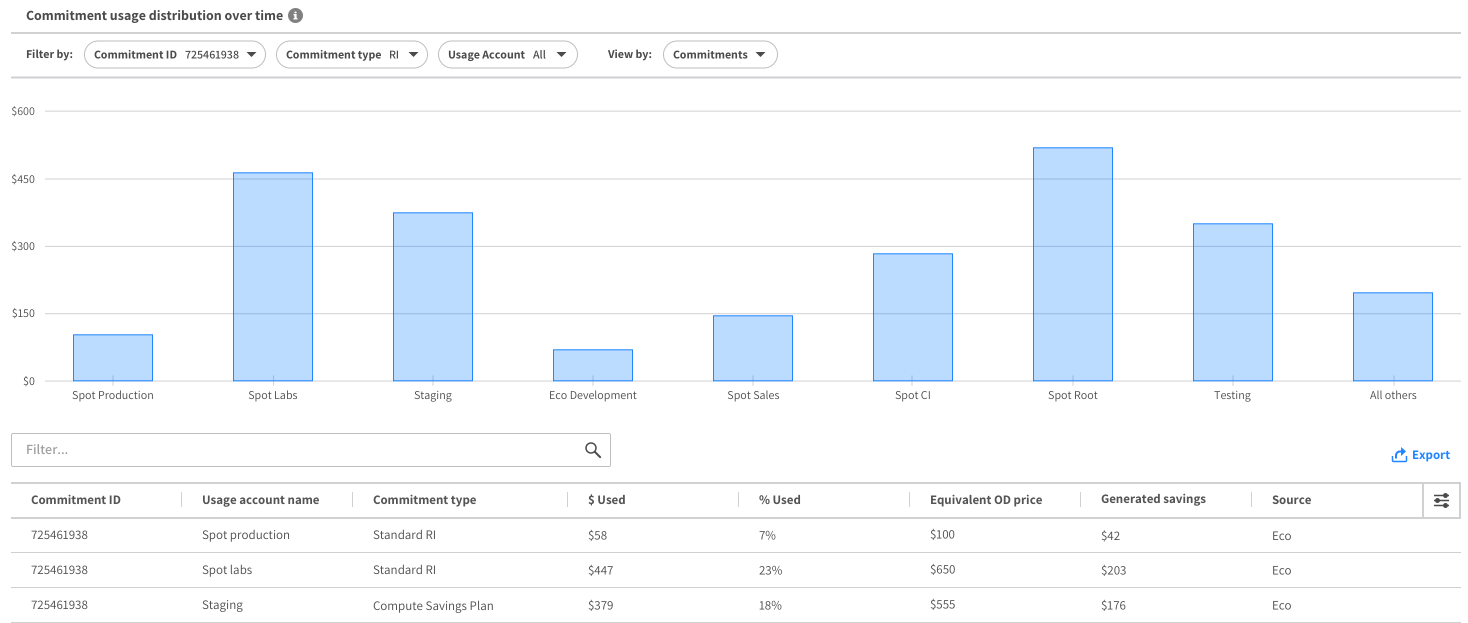 Commitment usage distribution over time
Filter by: Commitment ID 725461938 Commitment type RI Usage Account All View by: Commitments
$600
$450
$300
$150
$0
Spot Production Spot Labs Staging Eco Development Spot Sales Spot CI Spot Root Testing All others
Filter...
Export
Commitment ID Usage account name Commitment type $ Used % Used Equivalent OD price Generated savings Source
725461938 Spot production Standard RI $58 7% $100 $42 Eco
725461938 Spot labs Standard RI $447 23% $650 $203 Eco
725461938 Staging Compute Savings Plan $379 18% $555 $176 Eco